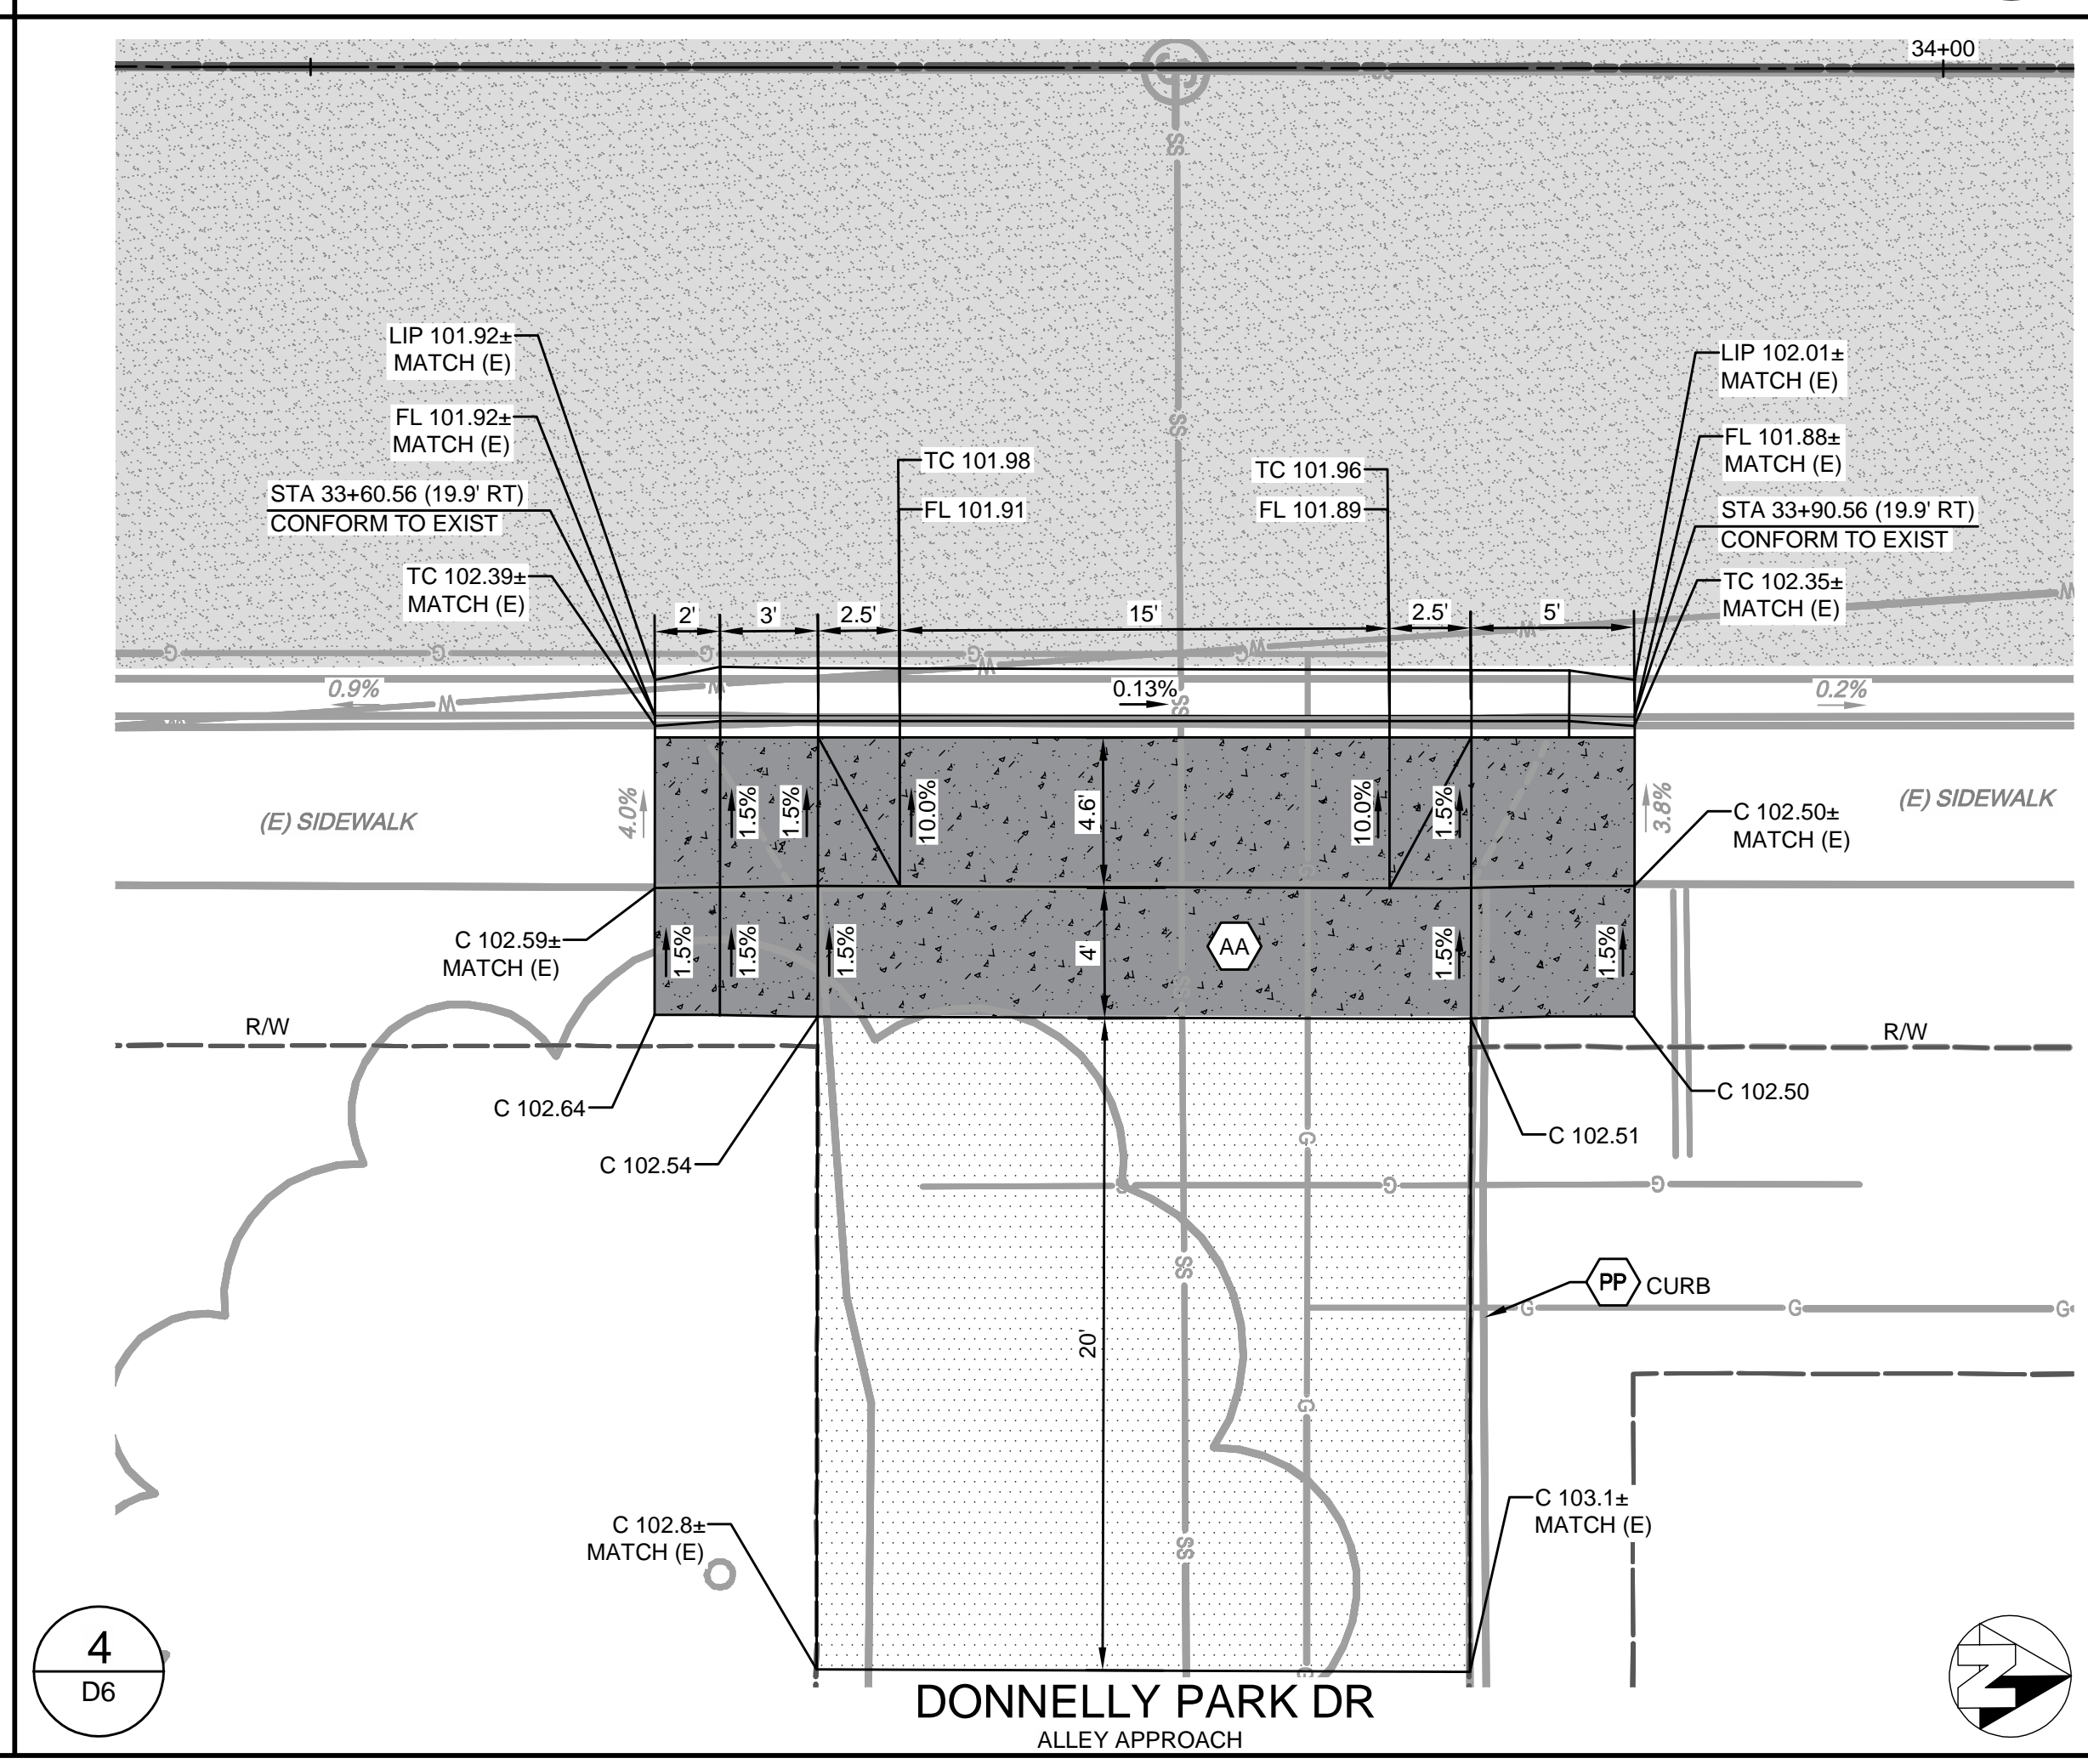 34+00
SS
LIP 101.92±
MATCH (E)
FL 101.92±
MATCH (E)
STA 33+60.56 (19.9' RT)
CONFORM TO EXIST
TC 102.39±
MATCH (E)
TC 101.98
FL 101.91
TC 101.96
FL 101.89
LIP 102.01±
MATCH (E)
FL 101.88±
MATCH (E)
STA 33+90.56 (19.9' RT)
CONFORM TO EXIST
TC 102.35±
MATCH (E)
SS
W
2'
3'
2.5'
15'
2.5'
5'
G
G
G
G
G
W
W
W
W
W
0.9%
0.13%
0.2%
SS
(E) SIDEWALK
4.0%
1.5%
1.5%
10.0%
4.6'
10.0%
1.5%
3.8%
(E) SIDEWALK
C 102.50±
MATCH (E)
C 102.59±
MATCH (E)
1.5%
1.5%
1.5%
4'
AA
1.5%
1.5%
R/W
R/W
C 102.64
C 102.54
C 102.51
C 102.50
G
G
G
G
SS
20'
PP CURB
G
G
G
G
C 102.8±
MATCH (E)
SS
C 103.1±
MATCH (E)
G
4
D6
DONNELLY PARK DR
ALLEY APPROACH
Z